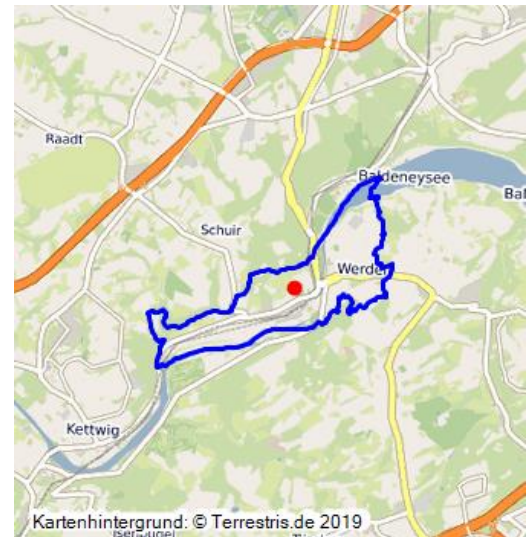 Raadt
Baldeneysee
Bal
Schuir
Werden
Kettwig
Kartenhintergrund: © Terrestris.de 2019